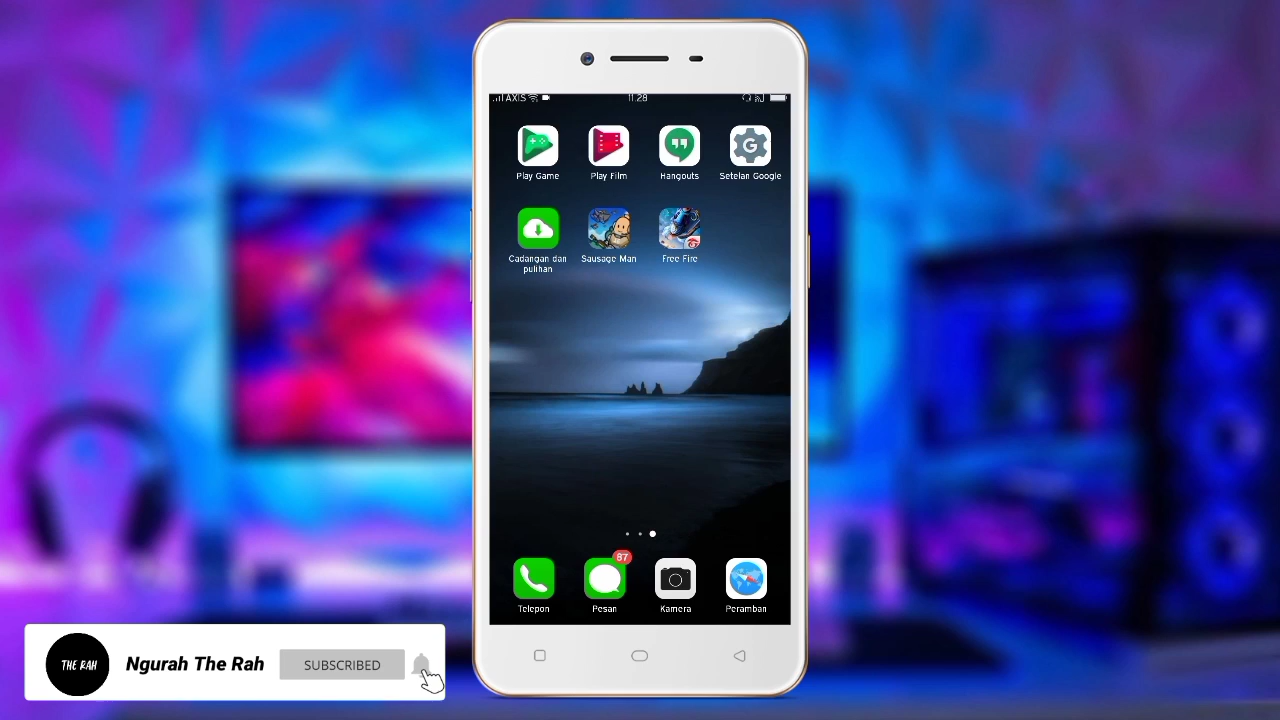 AXIS
11.28
Play Game
Play Film
Hangouts
Setelan Google
Cadangan dan
pulihan
Sausage Man
Free Fire
87
Telepon
Pesan
Kamera
Peramban
THE RAH
Ngurah The Rah
SUBSCRIBED